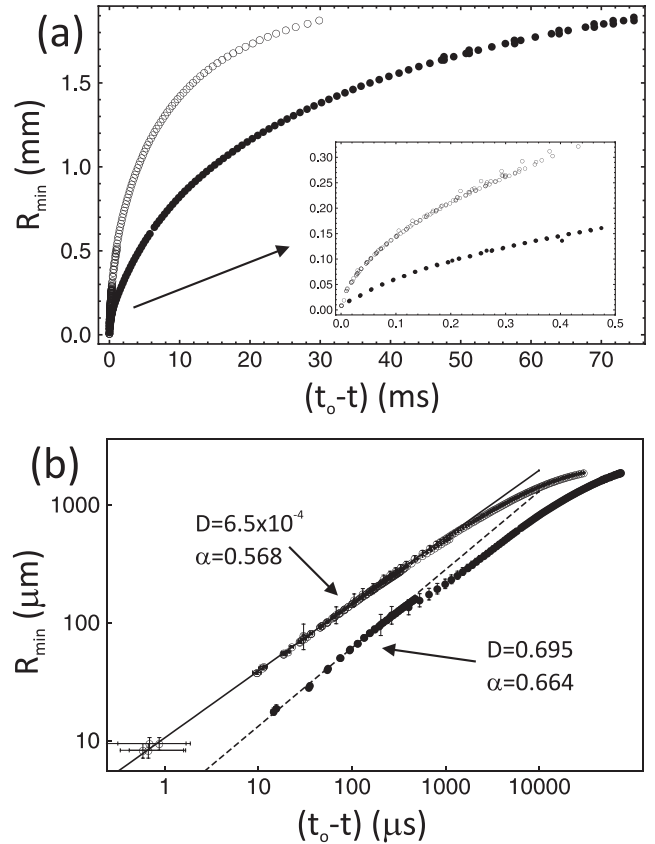 (a)
1.5
1.0
0.5
0.0
R_min (mm)
0.30
0.25
0.20
0.15
0.10
0.05
0.00
0.0 0.1 0.2 0.3 0.4 0.5
0 10 20 30 40 50 60 70
(t_o-t) (ms)
(b)
1000
100
10
R_min (μm)
D=6.5x10⁻⁴
α=0.568
D=0.695
α=0.664
1 10 100 1000 10000
(t_o-t) (μs)